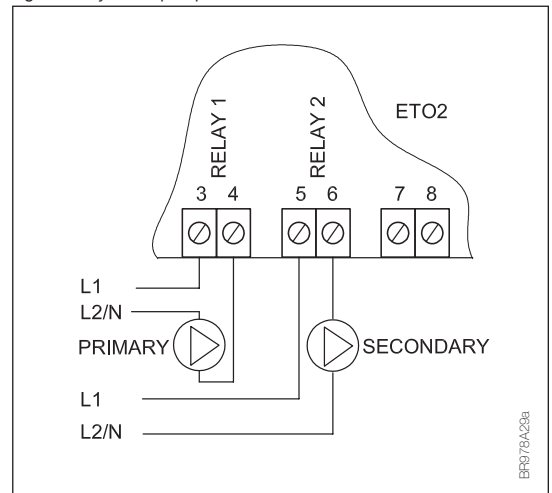 RELAY 1
RELAY 2
ETO2
3 4 5 6 7 8
L1
L2/N
PRIMARY
SECONDARY
L1
L2/N
BR978A29a